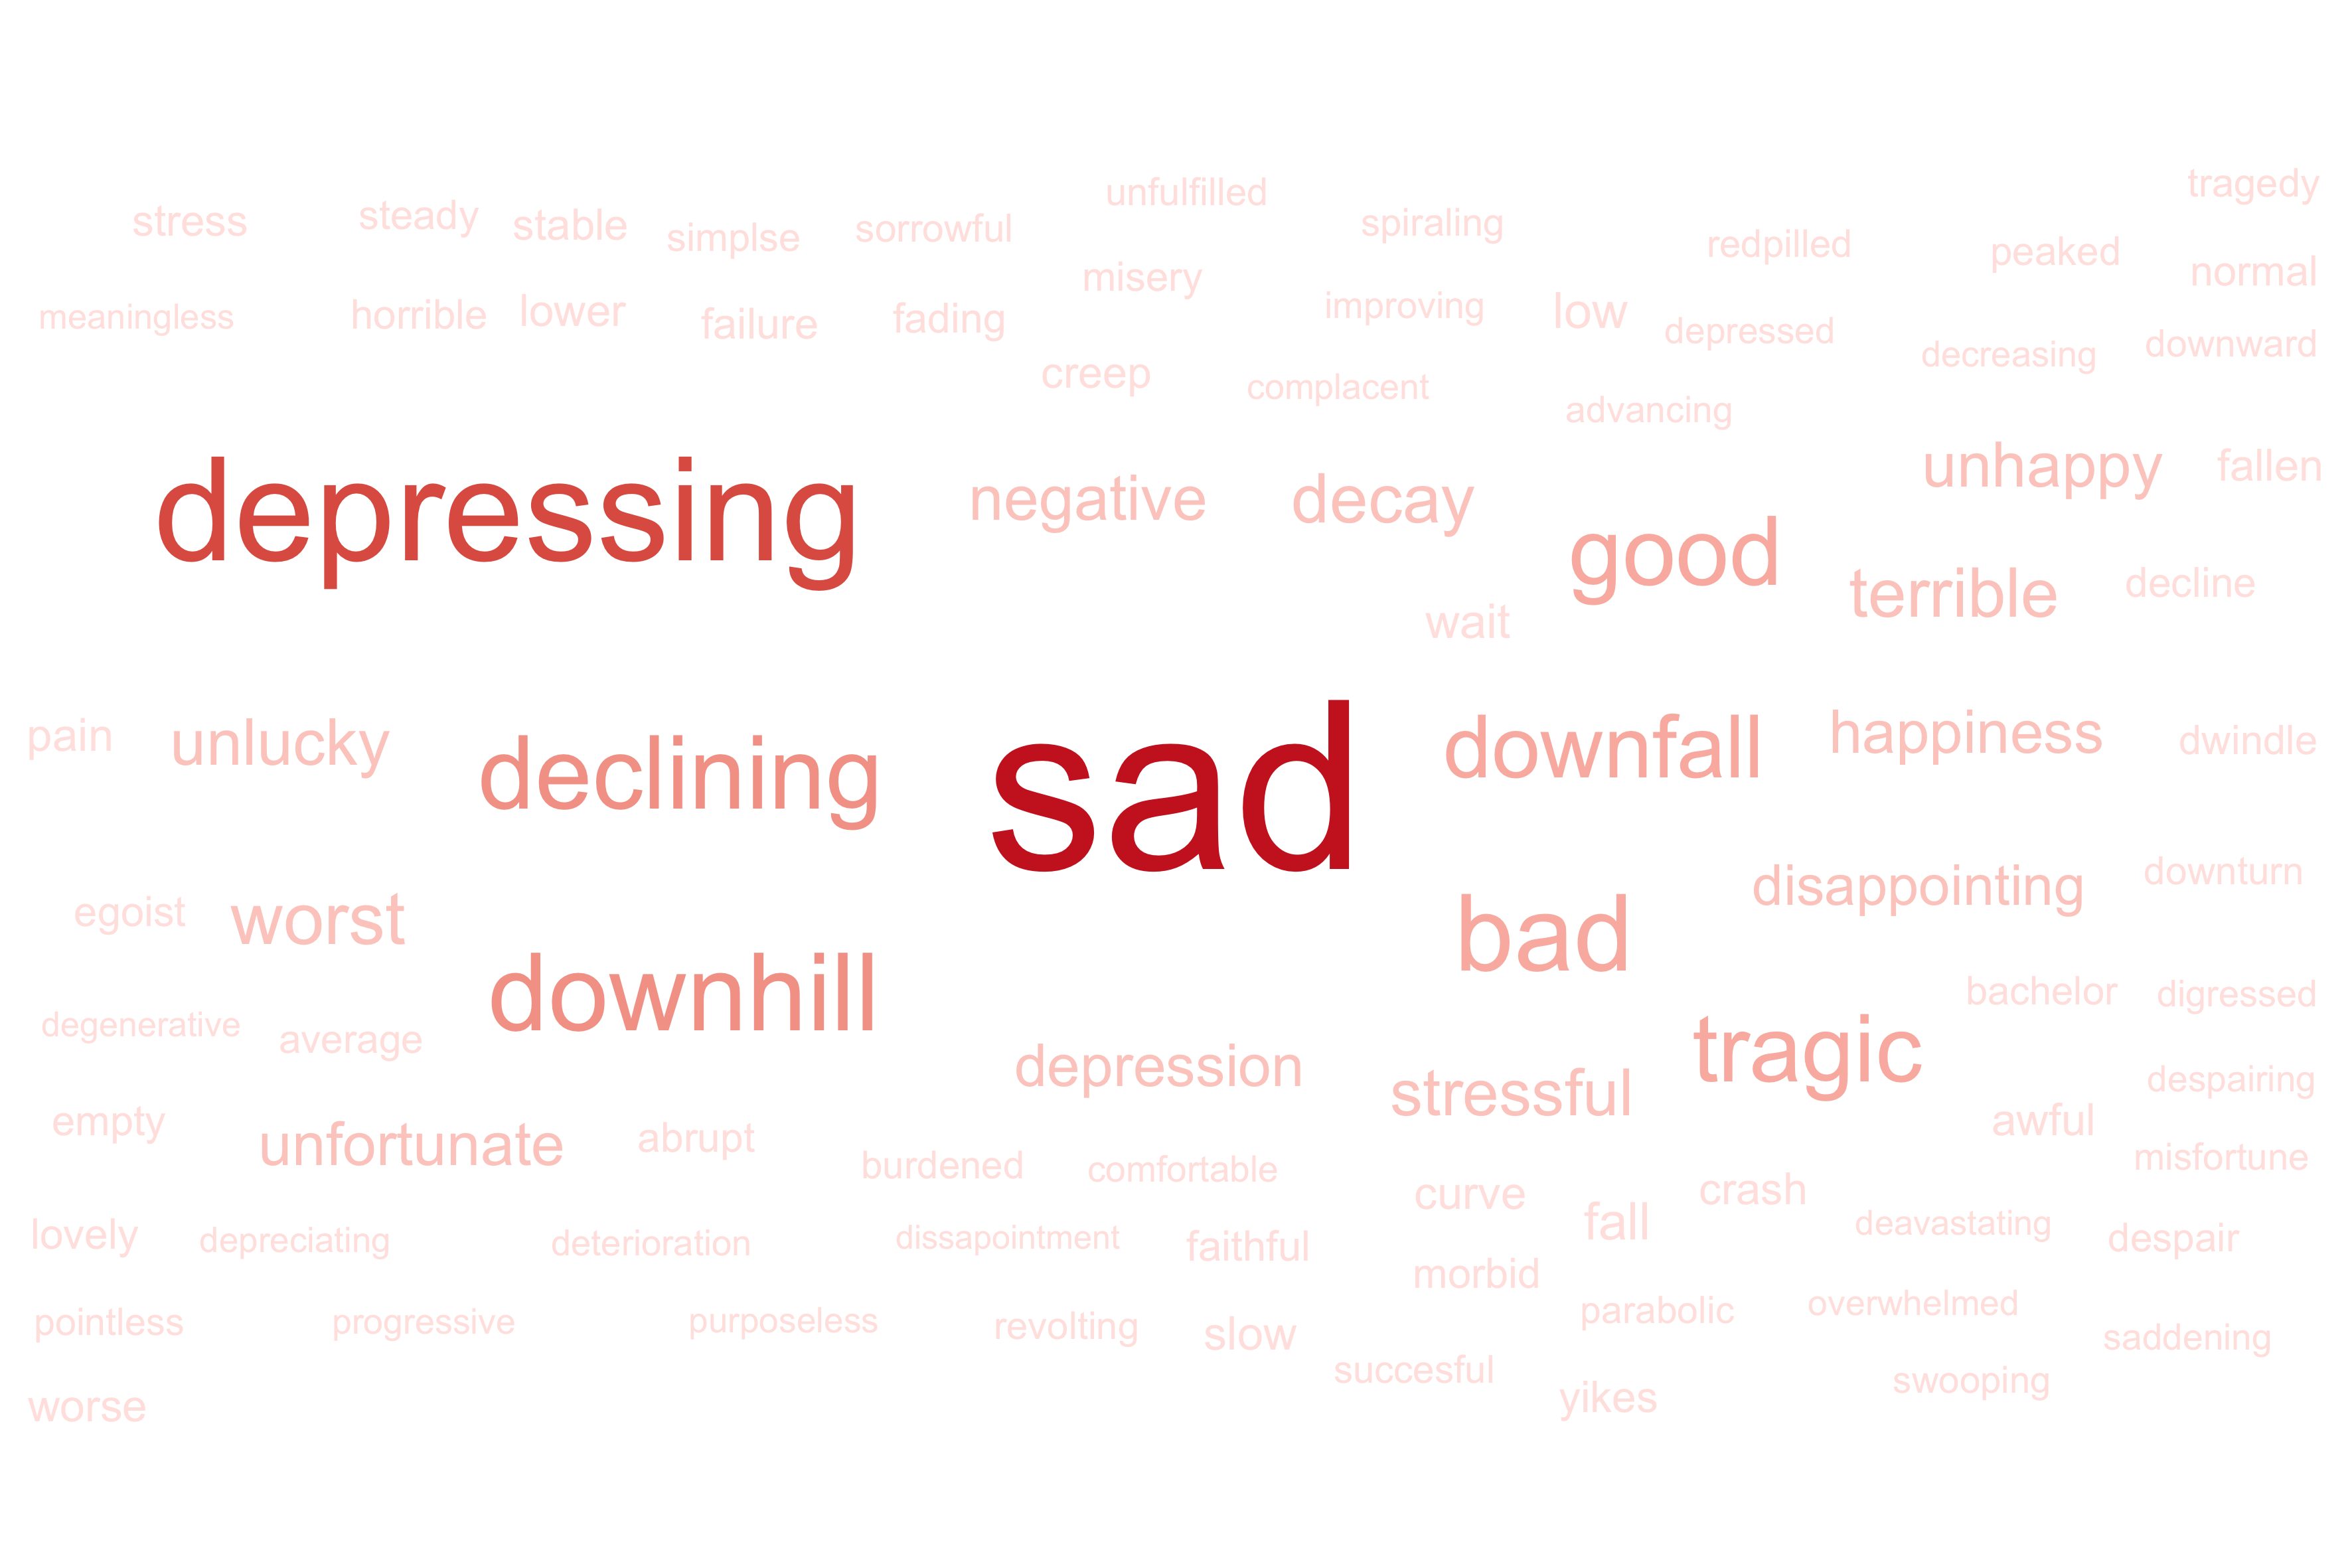 tragedy
unfulfilled
stress
steady
stable
simplse
sorrowful
spiraling
redpilled
peaked
normal
misery
meaningless
horrible
lower
failure
fading
improving
low
depressed
decreasing
downward
creep
complacent
advancing
depressing
negative
decay
good
unhappy
fallen
terrible
decline
wait
pain
unlucky
declining
sad
downfall
happiness
dwindle
egoist
worst
downhill
bad
disappointing
downturn
bachelor
digressed
degenerative
average
depression
stressful
tragic
despairing
empty
unfortunate
abrupt
burdened
comfortable
awful
misfortune
curve
fall
crash
lovely
depreciating
deterioration
dissapointment
faithful
deavastating
despair
morbid
pointless
progressive
purposeless
revolting
slow
parabolic
overwhelmed
saddening
succesful
swooping
worse
yikes